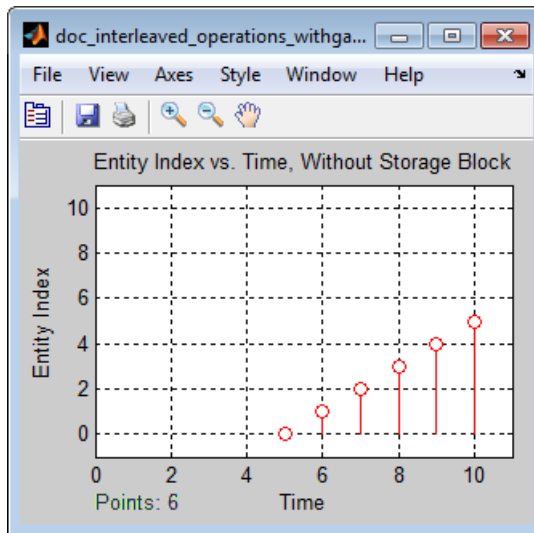 doc_interleaved_operations_withga...
File View Axes Style Window Help
Entity Index vs. Time, Without Storage Block
10
8
6
4
2
0
Entity Index
0 2 4 6 8 10
Points: 6 Time